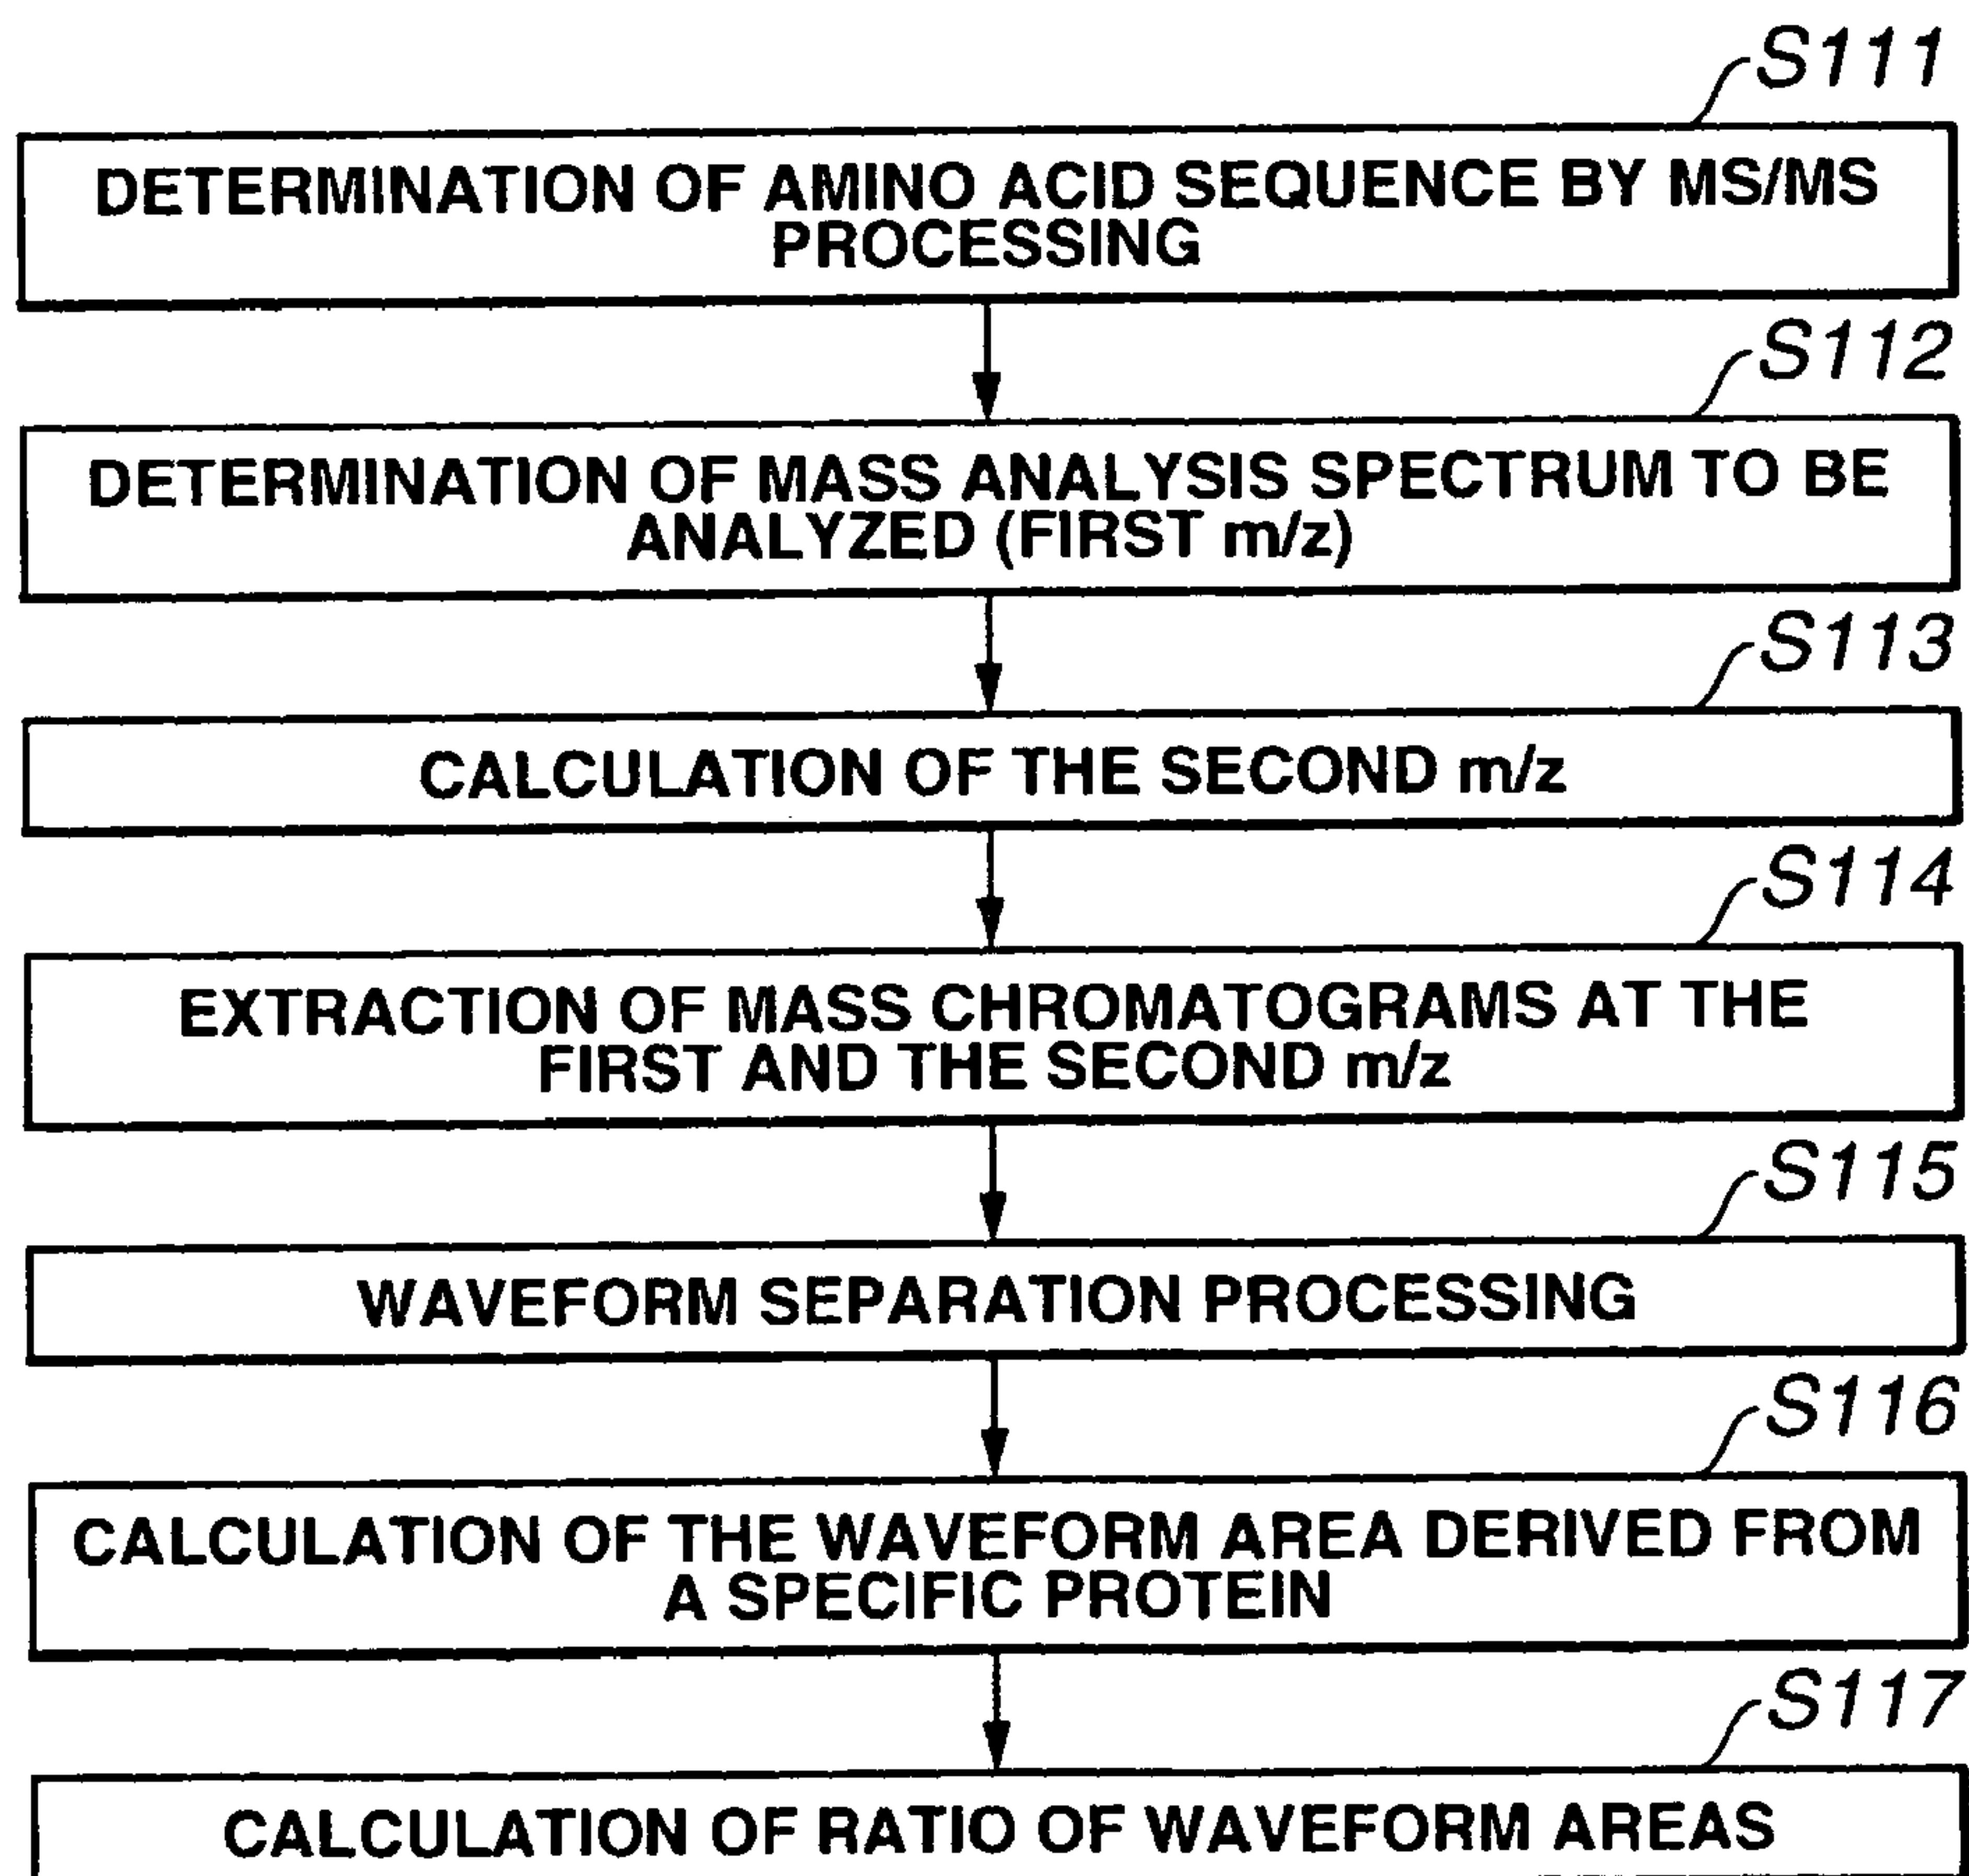 S111
DETERMINATION OF AMINO ACID SEQUENCE BY MS/MS
PROCESSING
S112
DETERMINATION OF MASS ANALYSIS SPECTRUM TO BE
ANALYZED (FIRST m/z)
S113
CALCULATION OF THE SECOND m/z
S114
EXTRACTION OF MASS CHROMATOGRAMS AT THE
FIRST AND THE SECOND m/z
S115
WAVEFORM SEPARATION PROCESSING
S116
CALCULATION OF THE WAVEFORM AREA DERIVED FROM
A SPECIFIC PROTEIN
S117
CALCULATION OF RATIO OF WAVEFORM AREAS